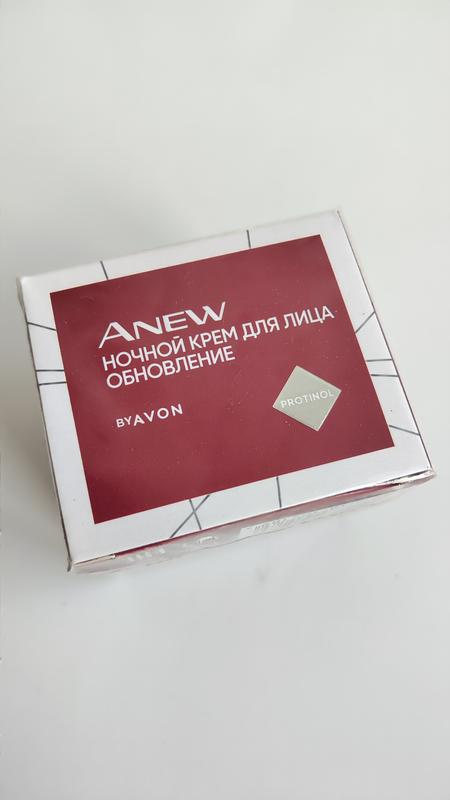 ANEW
НОЧНОЙ КРЕМ ДЛЯ ЛИЦА
ОБНОВЛЕНИЕ
BY AVON
PROTINOL